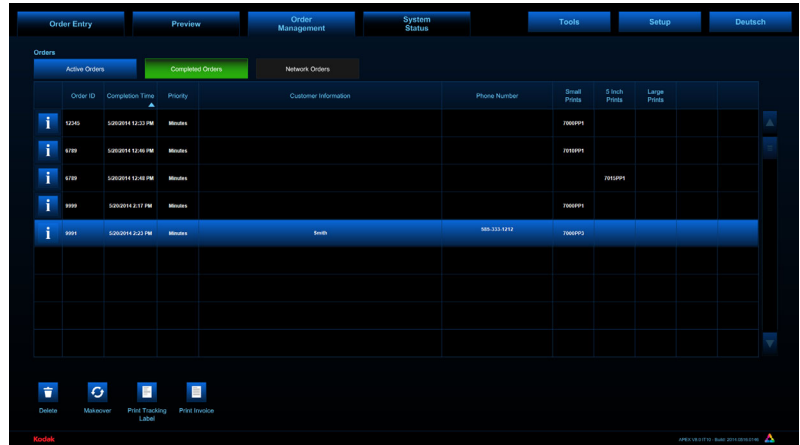 Order Entry Preview Order Management System Status Tools Setup Deutsch
Orders
Active Orders Completed Orders Network Orders
Order ID Completion Time Priority Customer Information Phone Number Small Prints 5 Inch Prints Large Prints
i 12345 5/20/2014 12:33 PM Minutes 7000PP1
i 6789 5/20/2014 12:46 PM Minutes 7010PP1
i 6789 5/20/2014 12:48 PM Minutes 7015PP1
i 9999 5/20/2014 2:17 PM Minutes 7000PP1
i 9991 5/20/2014 2:23 PM Minutes Smith 585-333-1212 7000PP3
Delete Makeover Print Tracking Label Print Invoice
Kodak